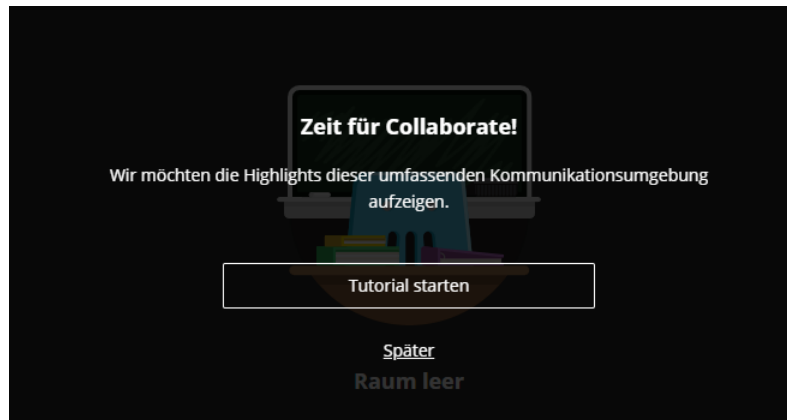 Zeit für Collaborate!
Wir möchten die Highlights dieser umfassenden Kommunikationsumgebung
aufzeigen.
Tutorial starten
Später
Raum leer